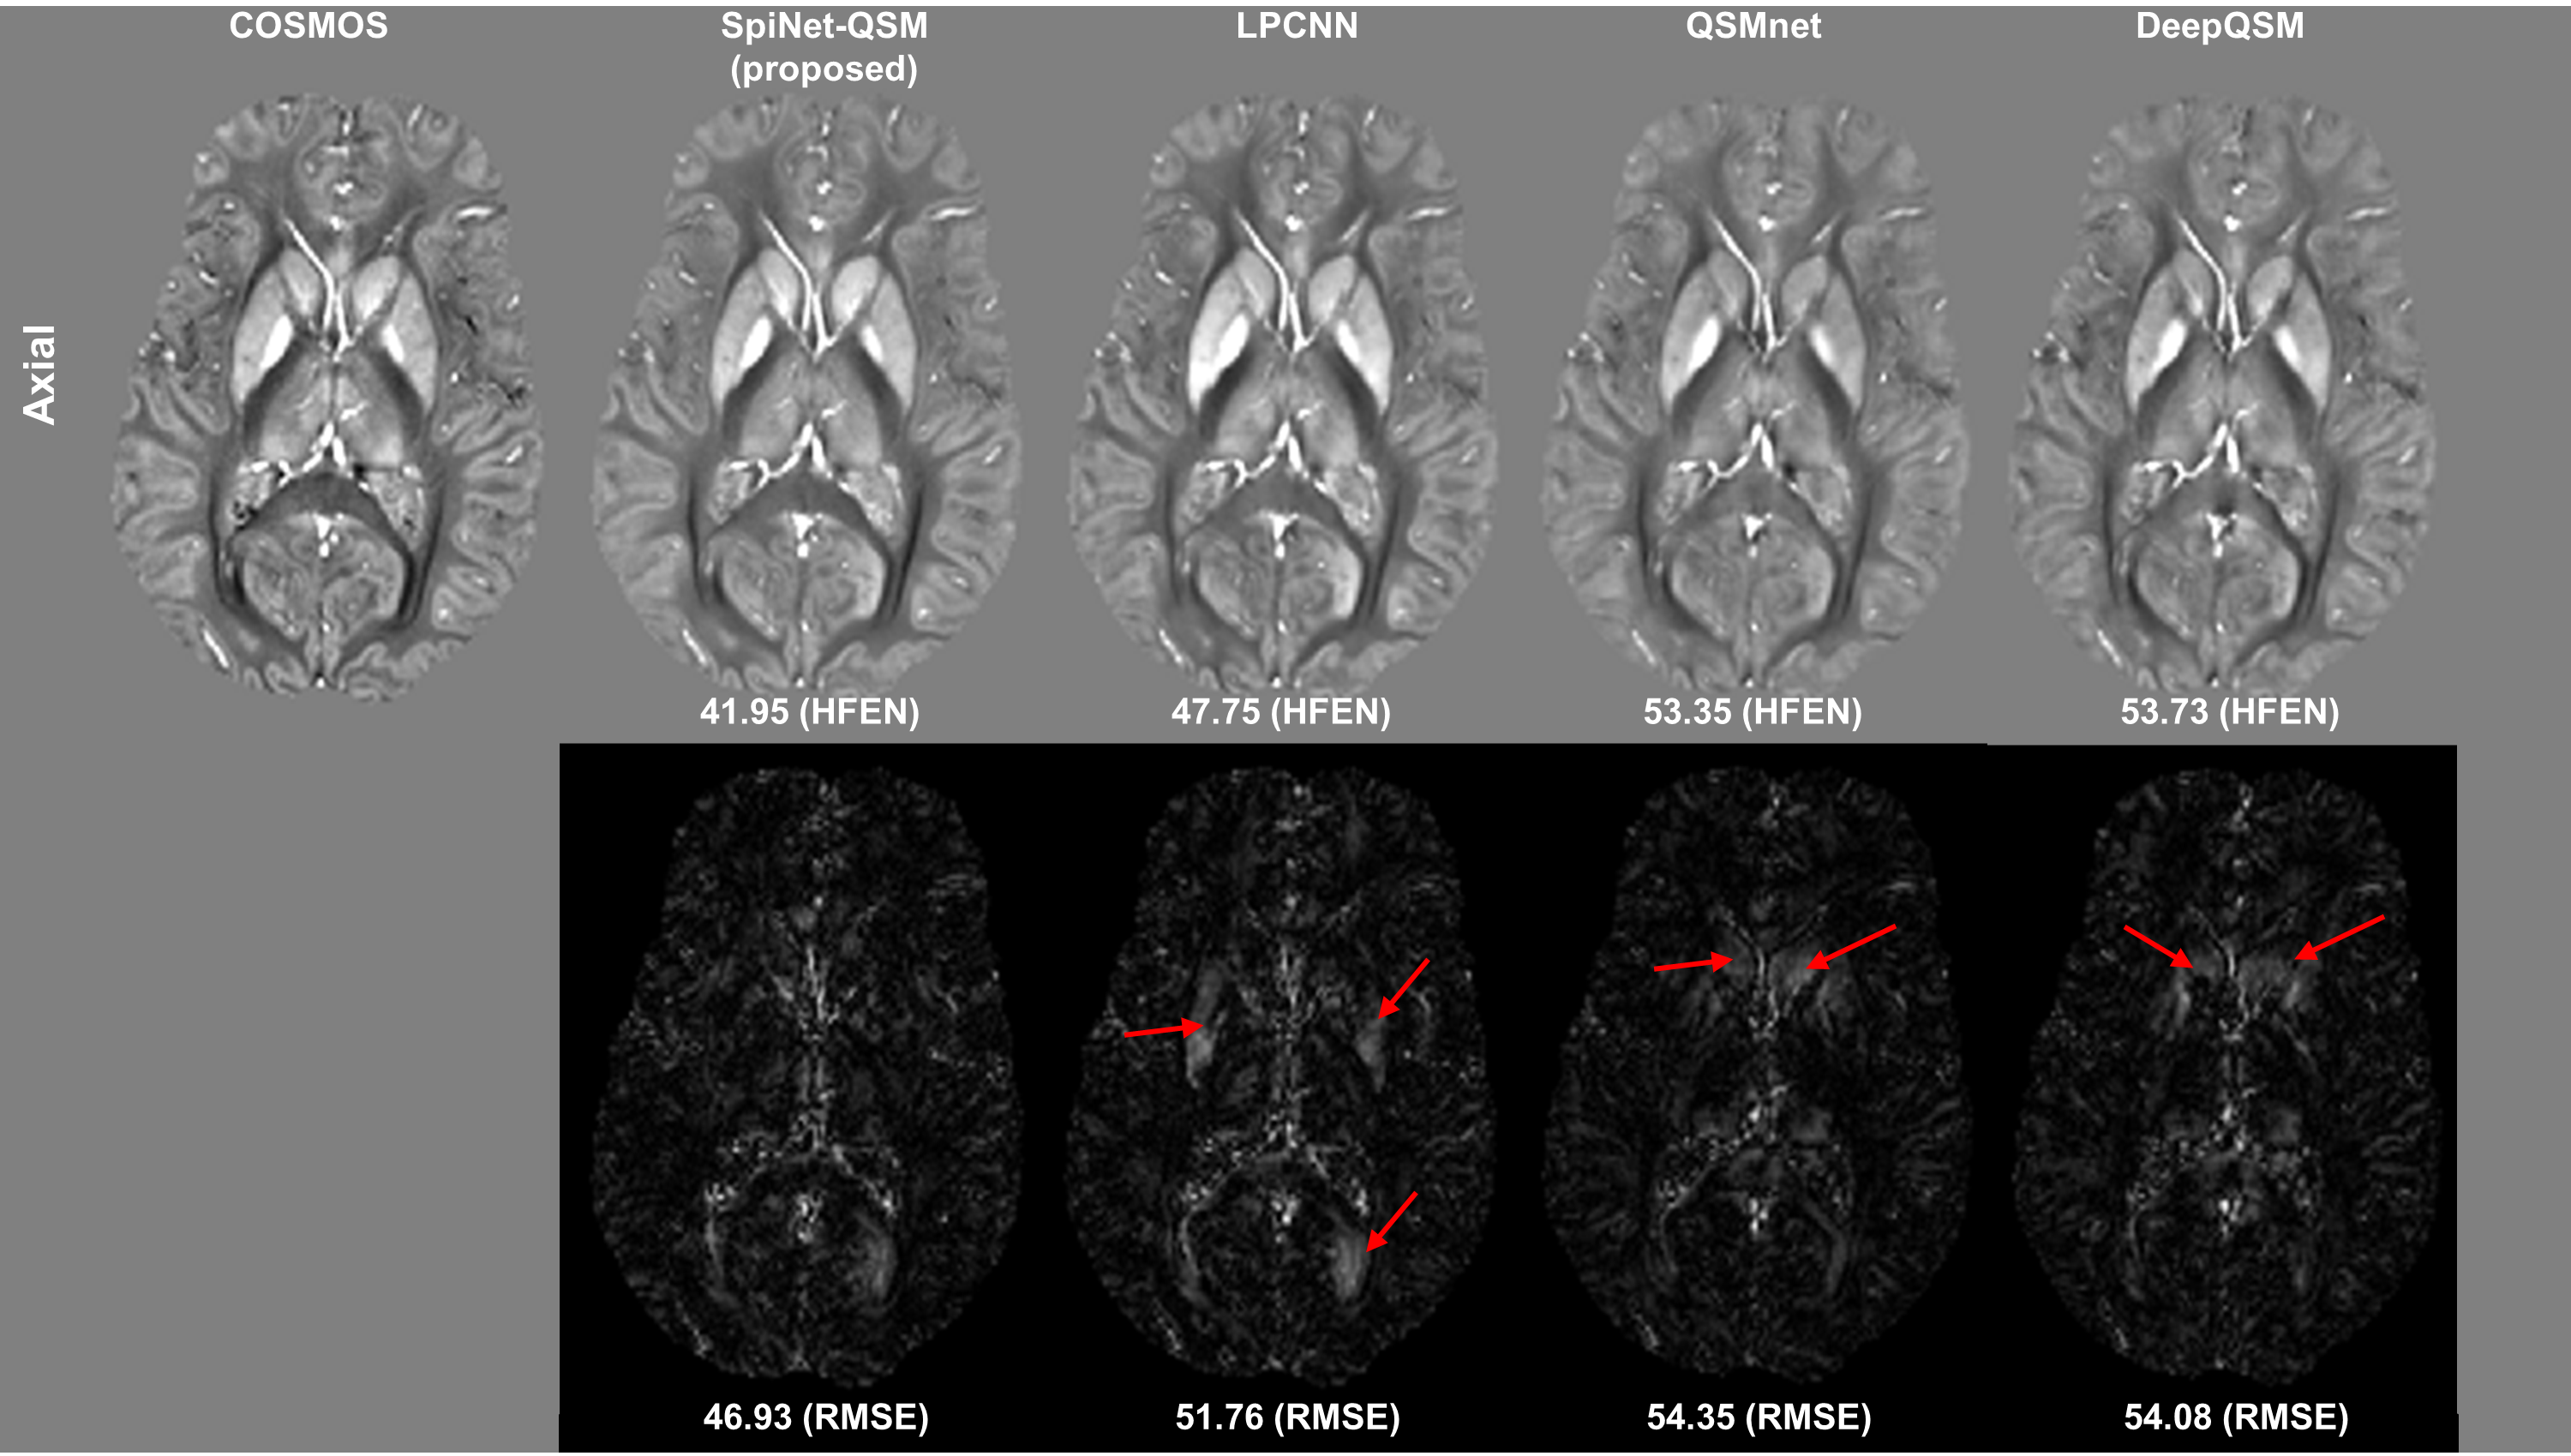 COSMOS
SpiNet-QSM
(proposed)
LPCNN
QSMnet
DeepQSM
Axial
41.95 (HFEN)
47.75 (HFEN)
53.35 (HFEN)
53.73 (HFEN)
46.93 (RMSE)
51.76 (RMSE)
54.35 (RMSE)
54.08 (RMSE)